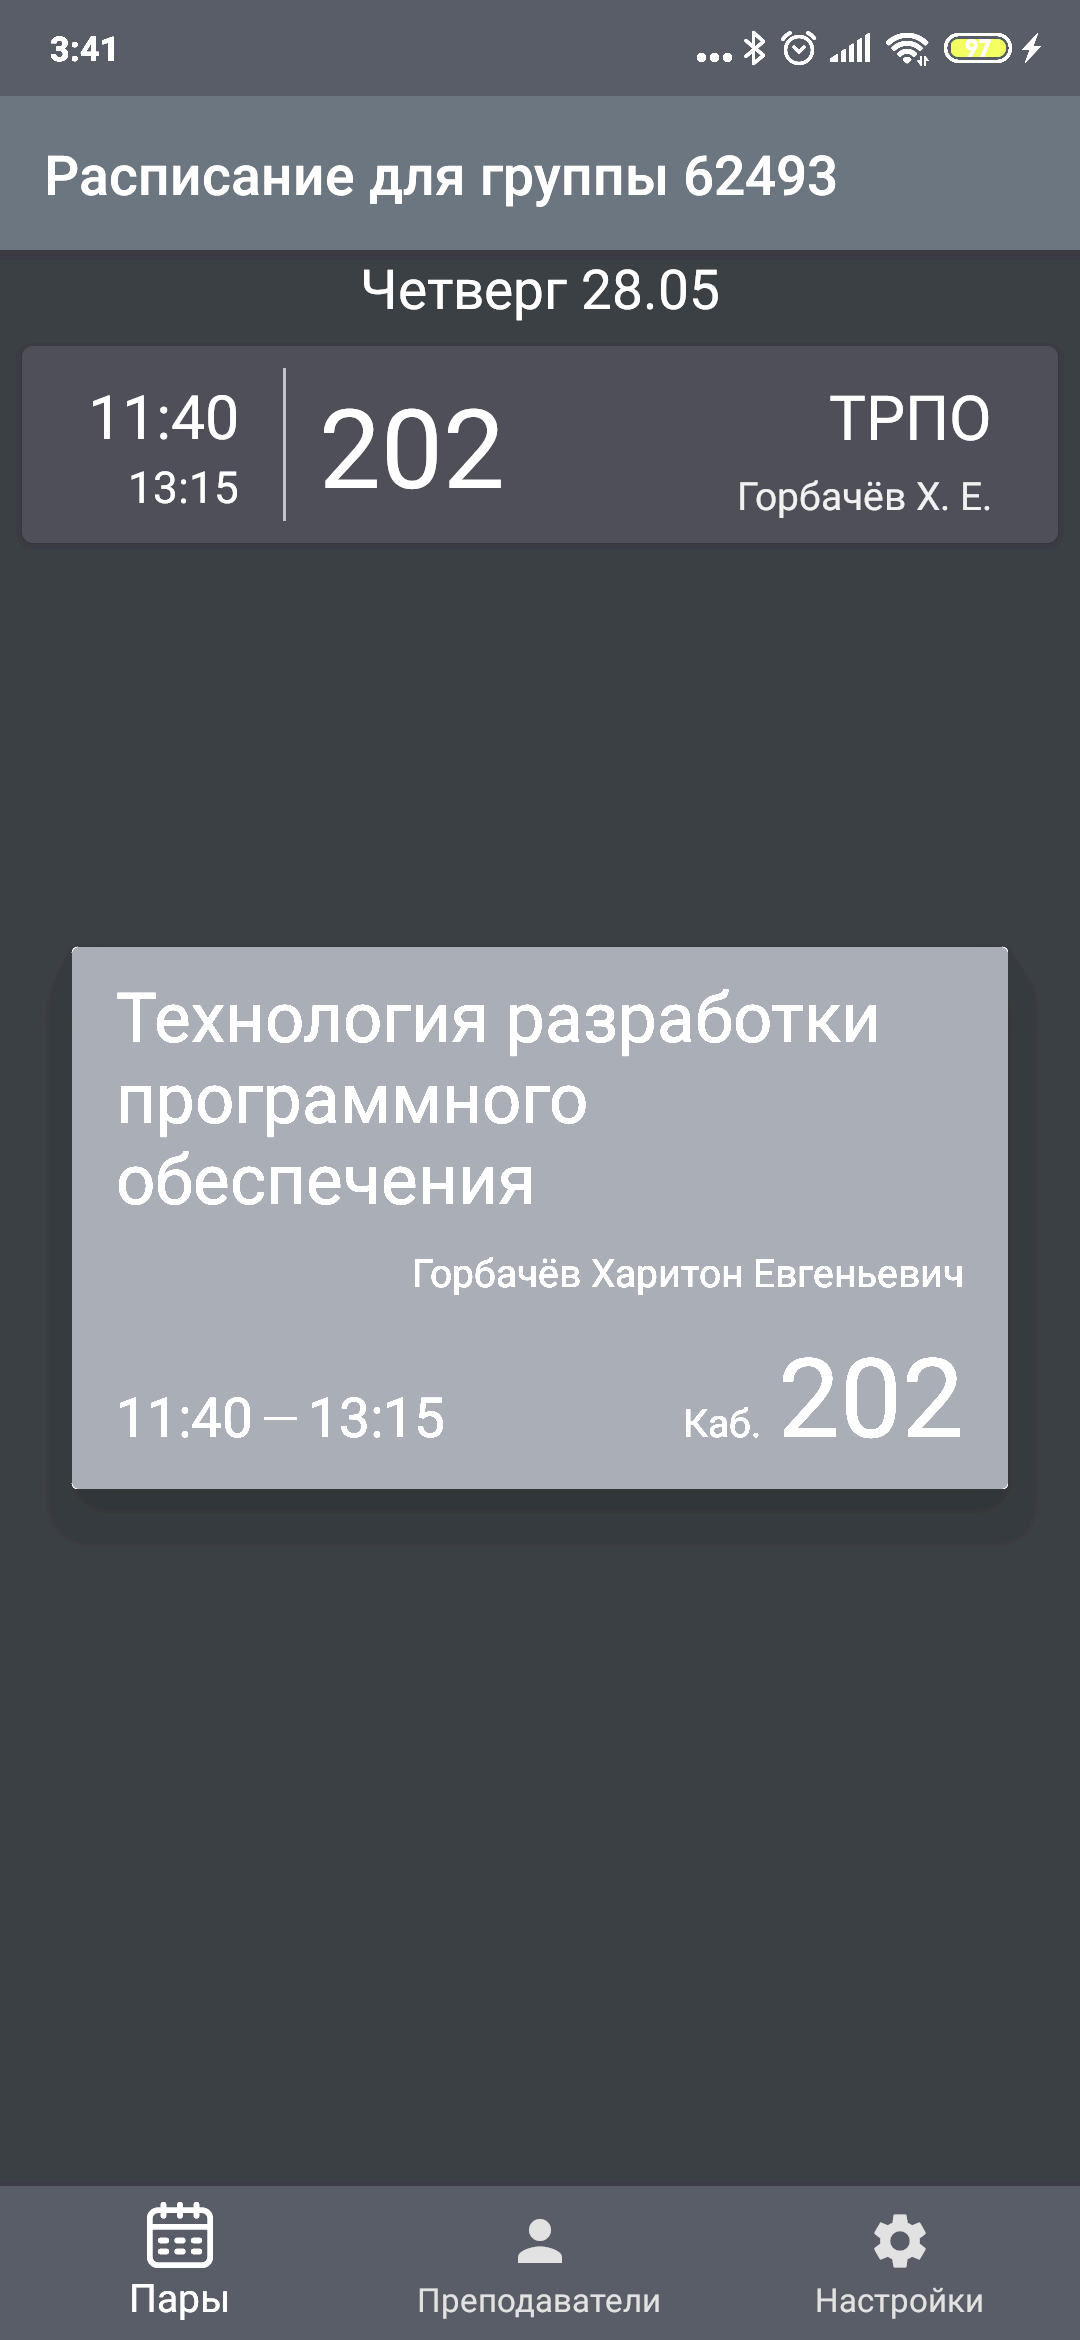 3:41
97
Расписание для группы 62493
Четверг 28.05
11:40
13:15
202
ТРПО
Горбачёв Х. Е.
Технология разработки
программного
обеспечения
Горбачёв Харитон Евгеньевич
11:40 — 13:15
Каб. 202
Пары
Преподаватели
Настройки